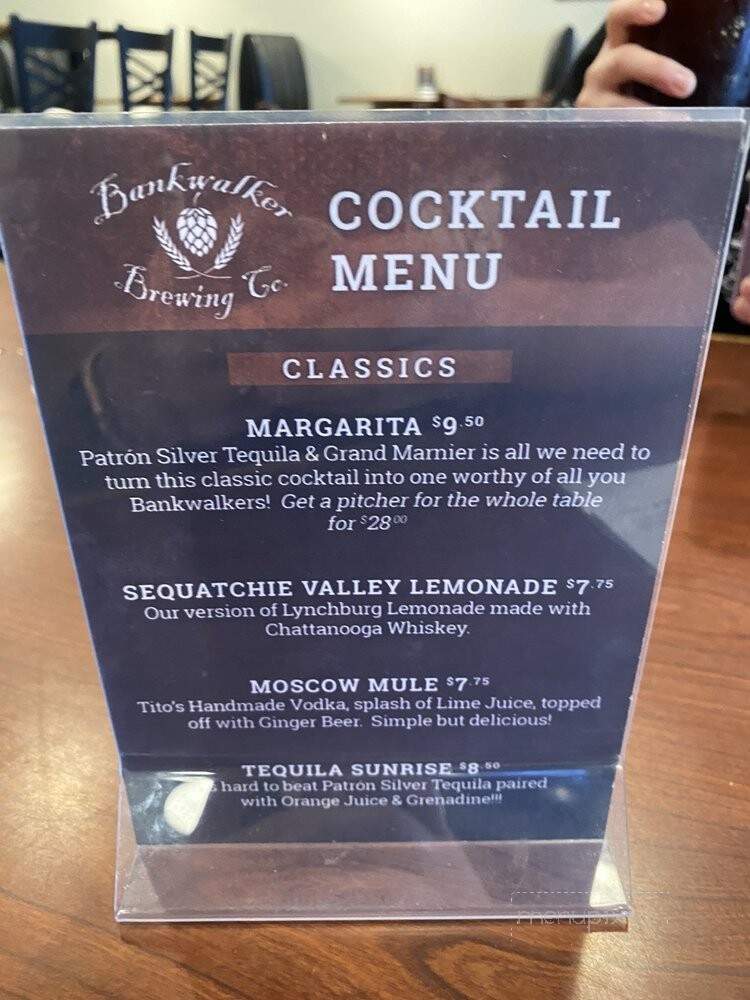 Bankwalker
Brewing Co.
COCKTAIL
MENU
CLASSICS
MARGARITA $9.50
Patrón Silver Tequila & Grand Marnier is all we need to
turn this classic cocktail into one worthy of all you
Bankwalkers! Get a pitcher for the whole table
for $28.00
SEQUATCHIE VALLEY LEMONADE $7.75
Our version of Lynchburg Lemonade made with
Chattanooga Whiskey.
MOSCOW MULE $7.75
Tito's Handmade Vodka, splash of Lime Juice, topped
off with Ginger Beer. Simple but delicious!
TEQUILA SUNRISE $8.50
hard to beat Patrón Silver Tequila paired
with Orange Juice & Grenadine!!!